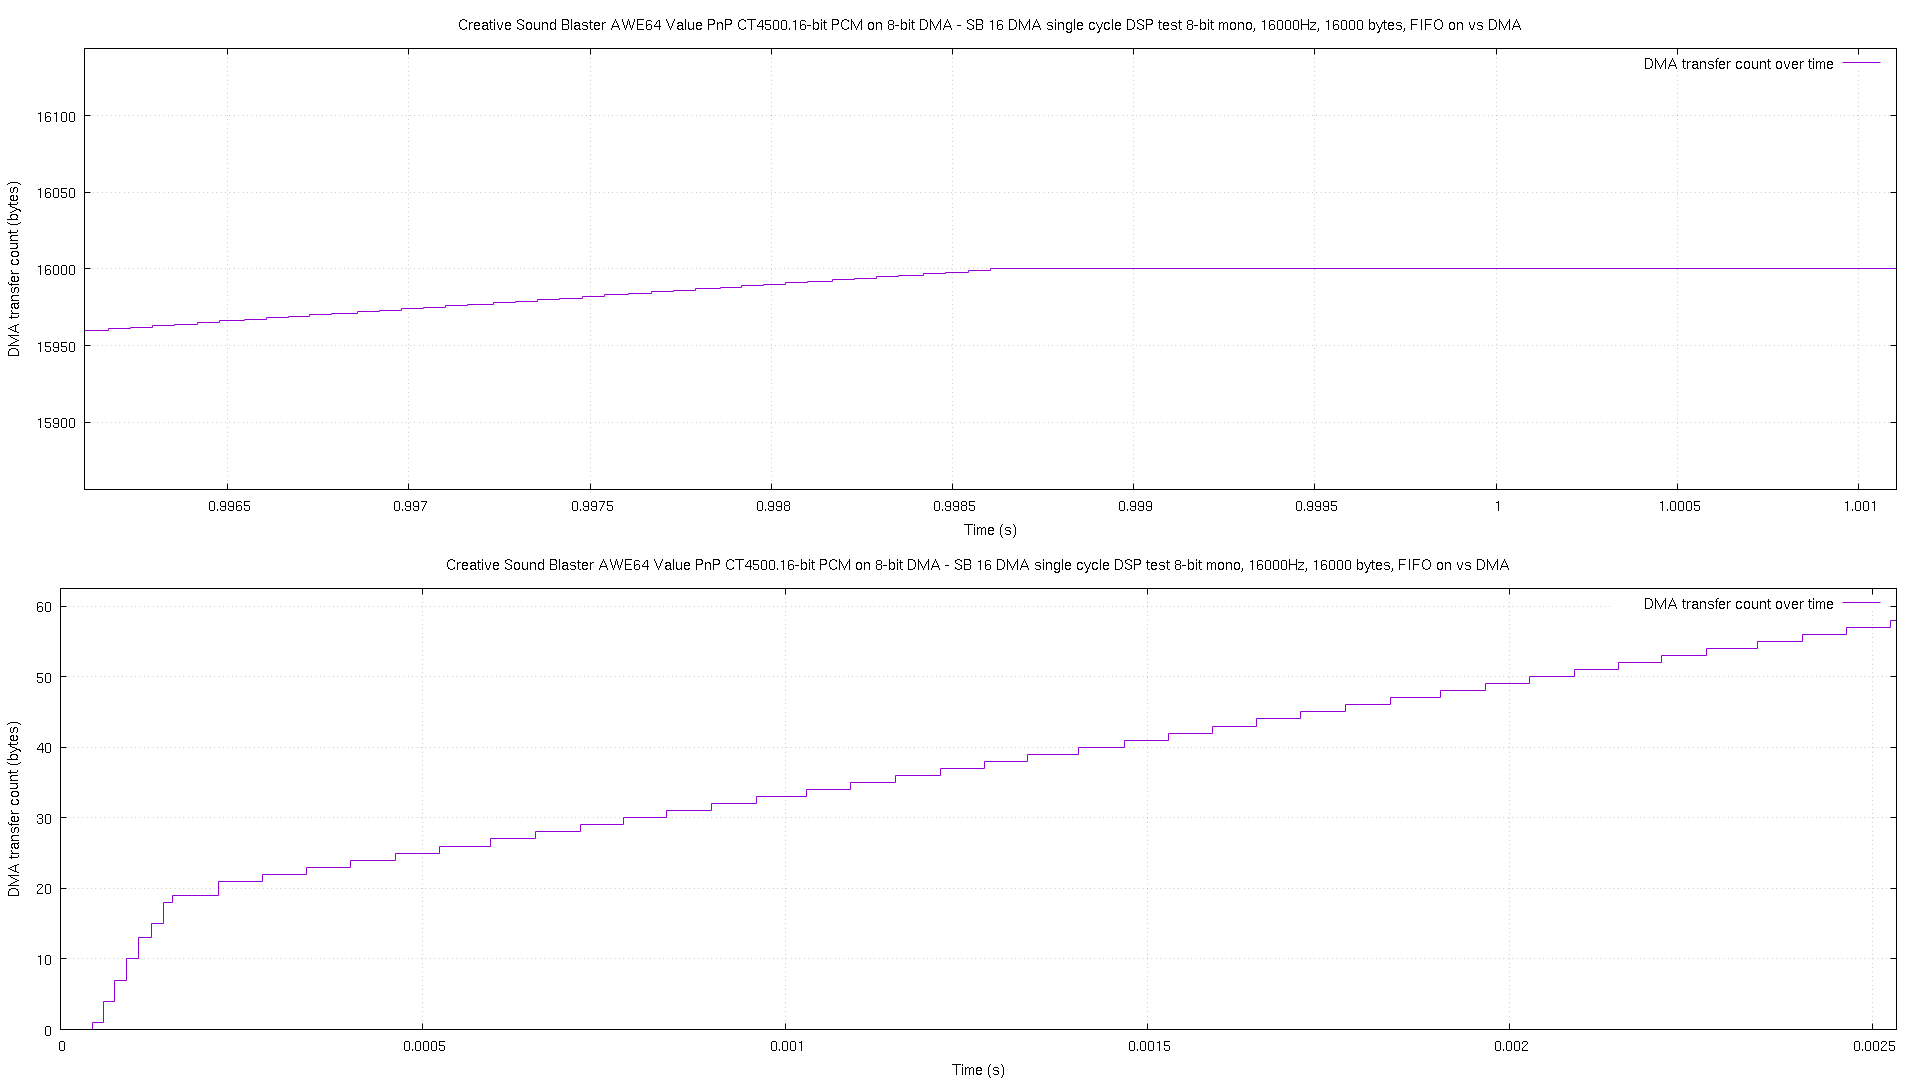 Creative Sound Blaster AWE64 Value PnP CT4500.16-bit PCM on 8-bit DMA - SB 16 DMA single cycle DSP test 8-bit mono, 16000Hz, 16000 bytes, FIFO on vs DMA
DMA transfer count over time
DMA transfer count (bytes)
16100
16050
16000
15950
15900
0.9965 0.997 0.9975 0.998 0.9985 0.999 0.9995 1 1.0005 1.001
Time (s)
Creative Sound Blaster AWE64 Value PnP CT4500.16-bit PCM on 8-bit DMA - SB 16 DMA single cycle DSP test 8-bit mono, 16000Hz, 16000 bytes, FIFO on vs DMA
DMA transfer count over time
DMA transfer count (bytes)
60
50
40
30
20
10
0
0 0.0005 0.001 0.0015 0.002 0.0025
Time (s)